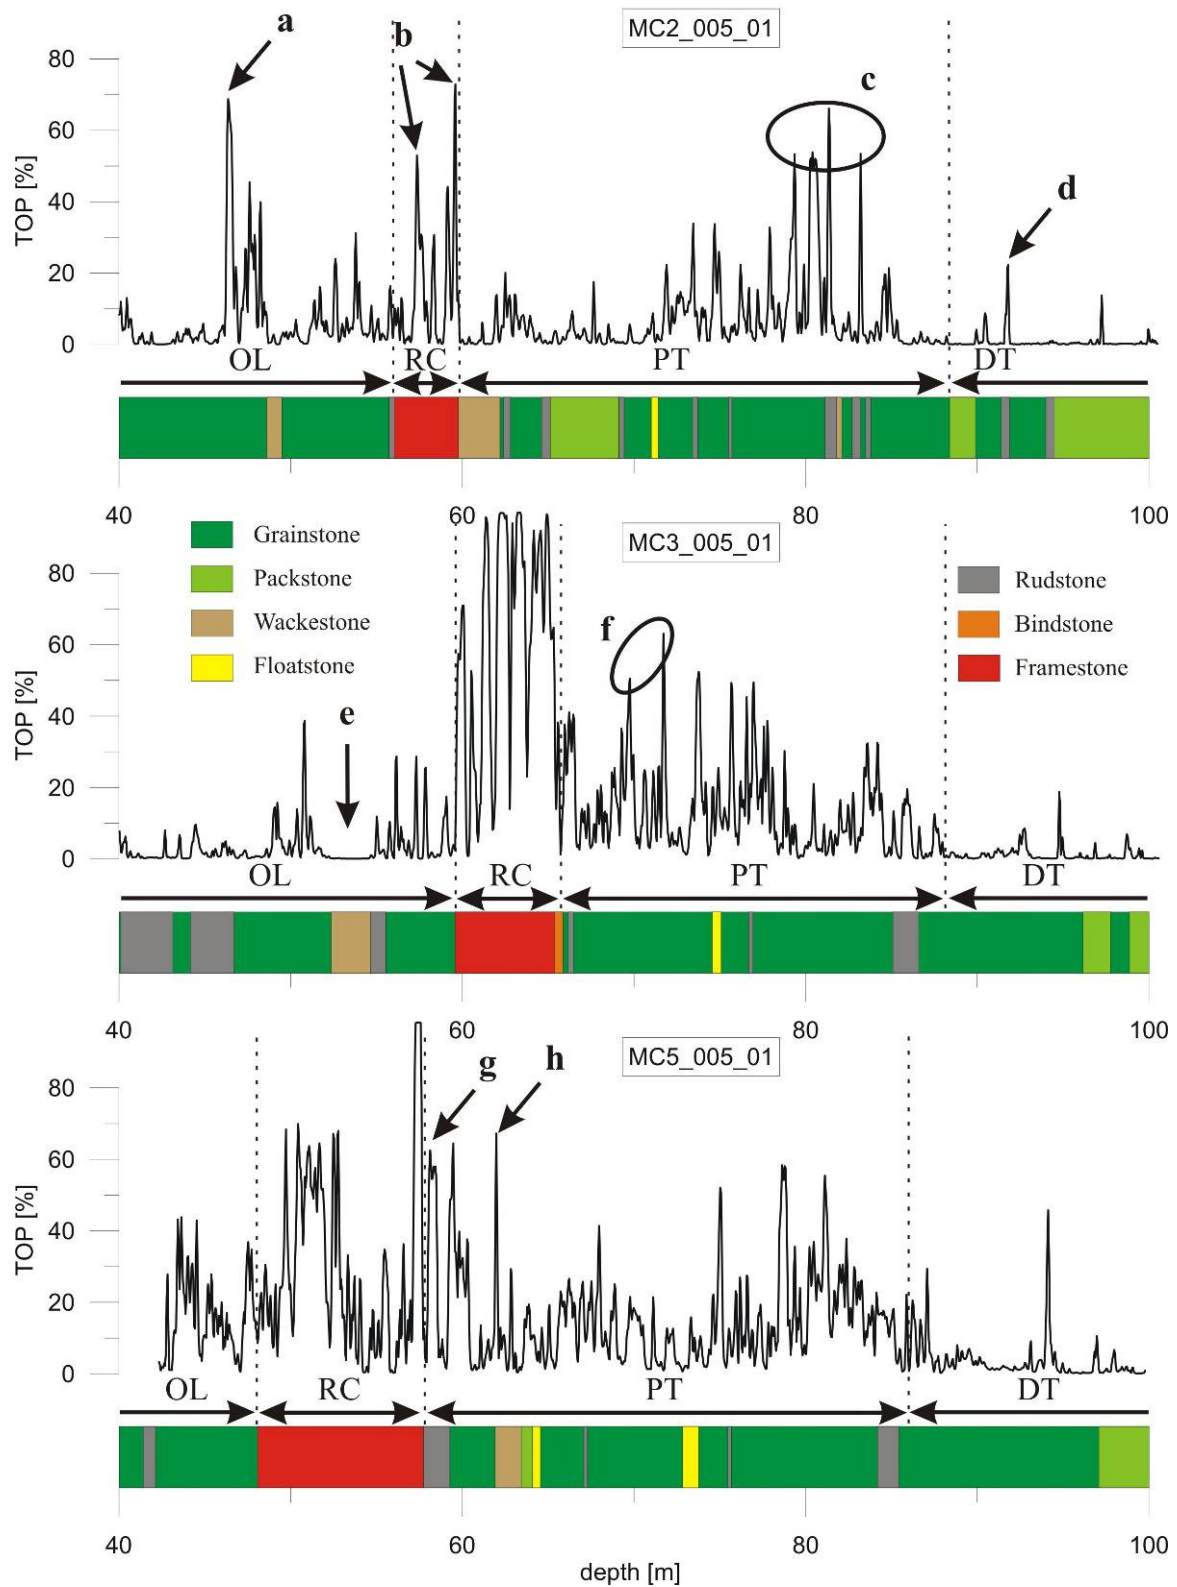 MC2_005_01
a
b
c
d
TOP [%]
80
60
40
20
0
OL
RC
PT
DT
40
60
80
100
MC3_005_01
Grainstone
Packstone
Wackestone
Floatstone
Rudstone
Bindstone
Framestone
e
f
TOP [%]
80
60
40
20
0
OL
RC
PT
DT
40
60
80
100
MC5_005_01
g
h
TOP [%]
80
60
40
20
0
OL
RC
PT
DT
40
60
80
100
depth [m]